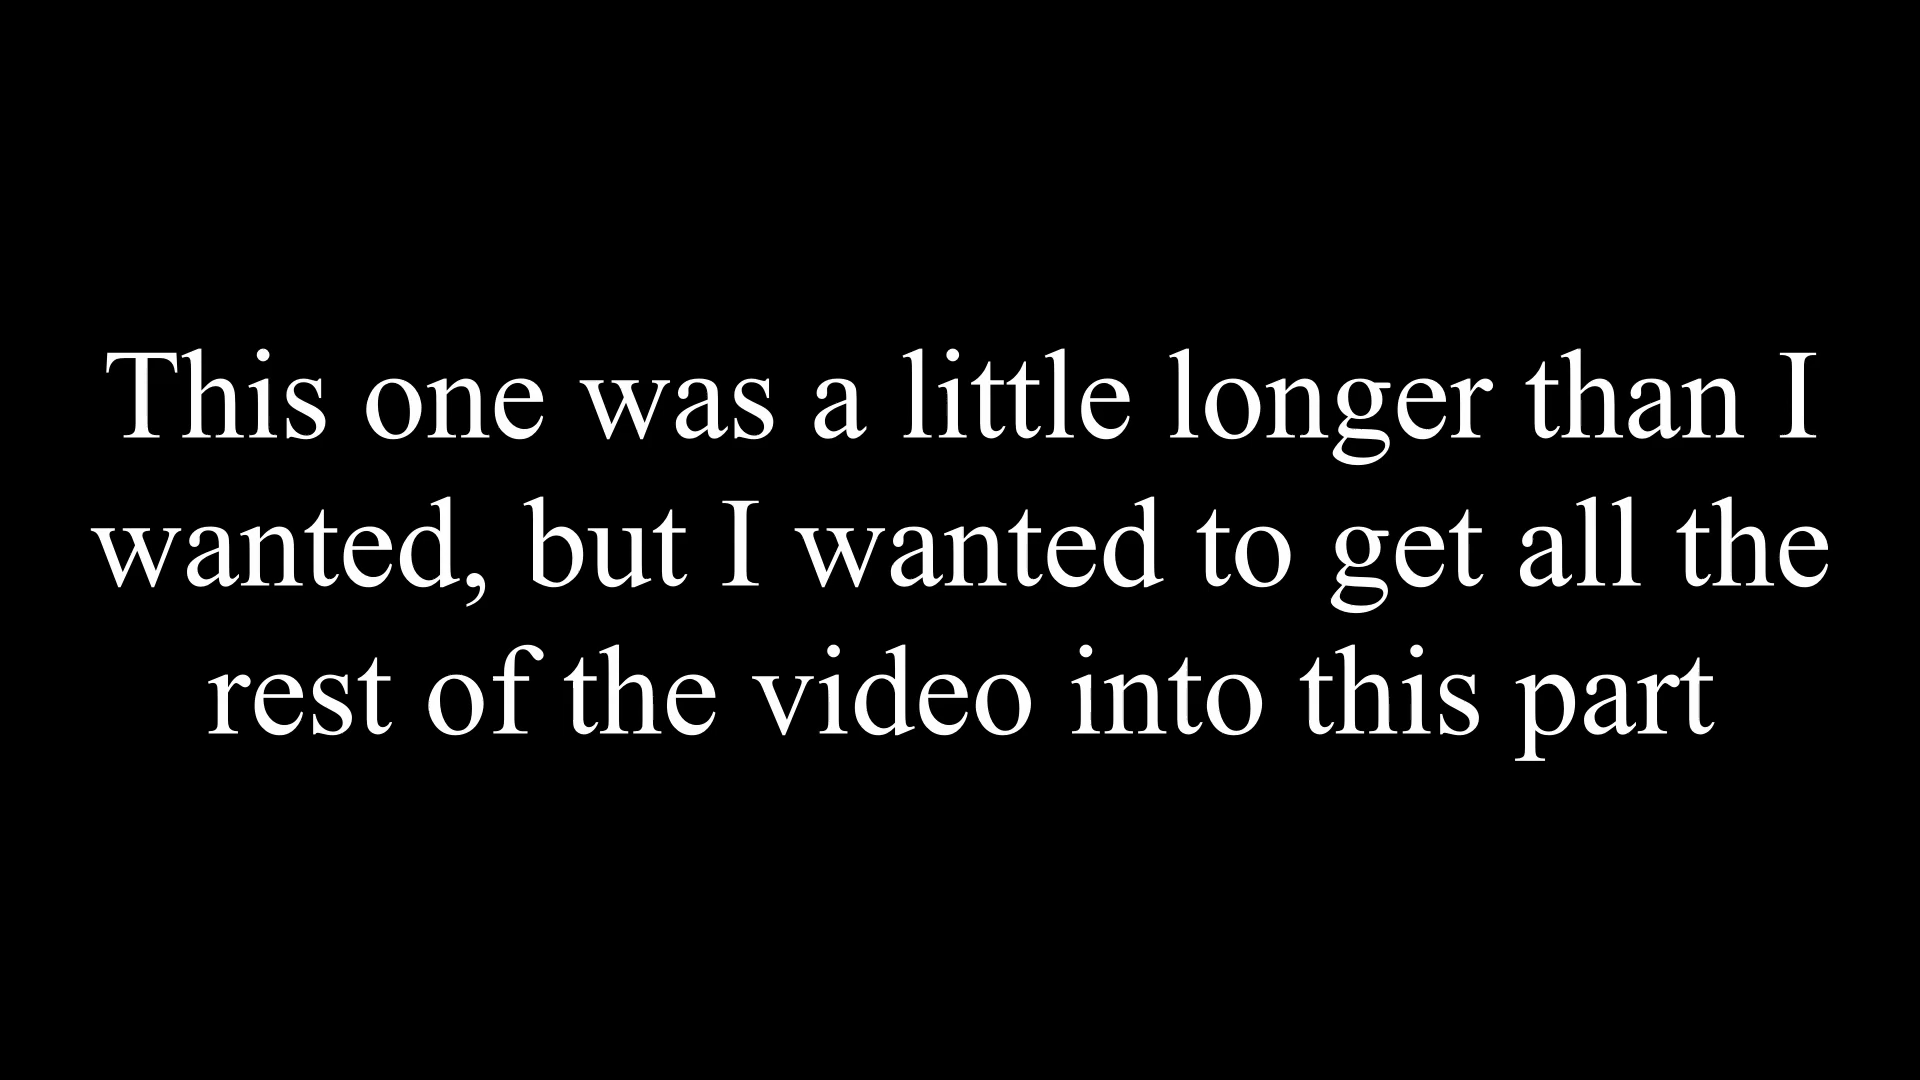 This one was a little longer than I
wanted, but I wanted to get all the
rest of the video into this part